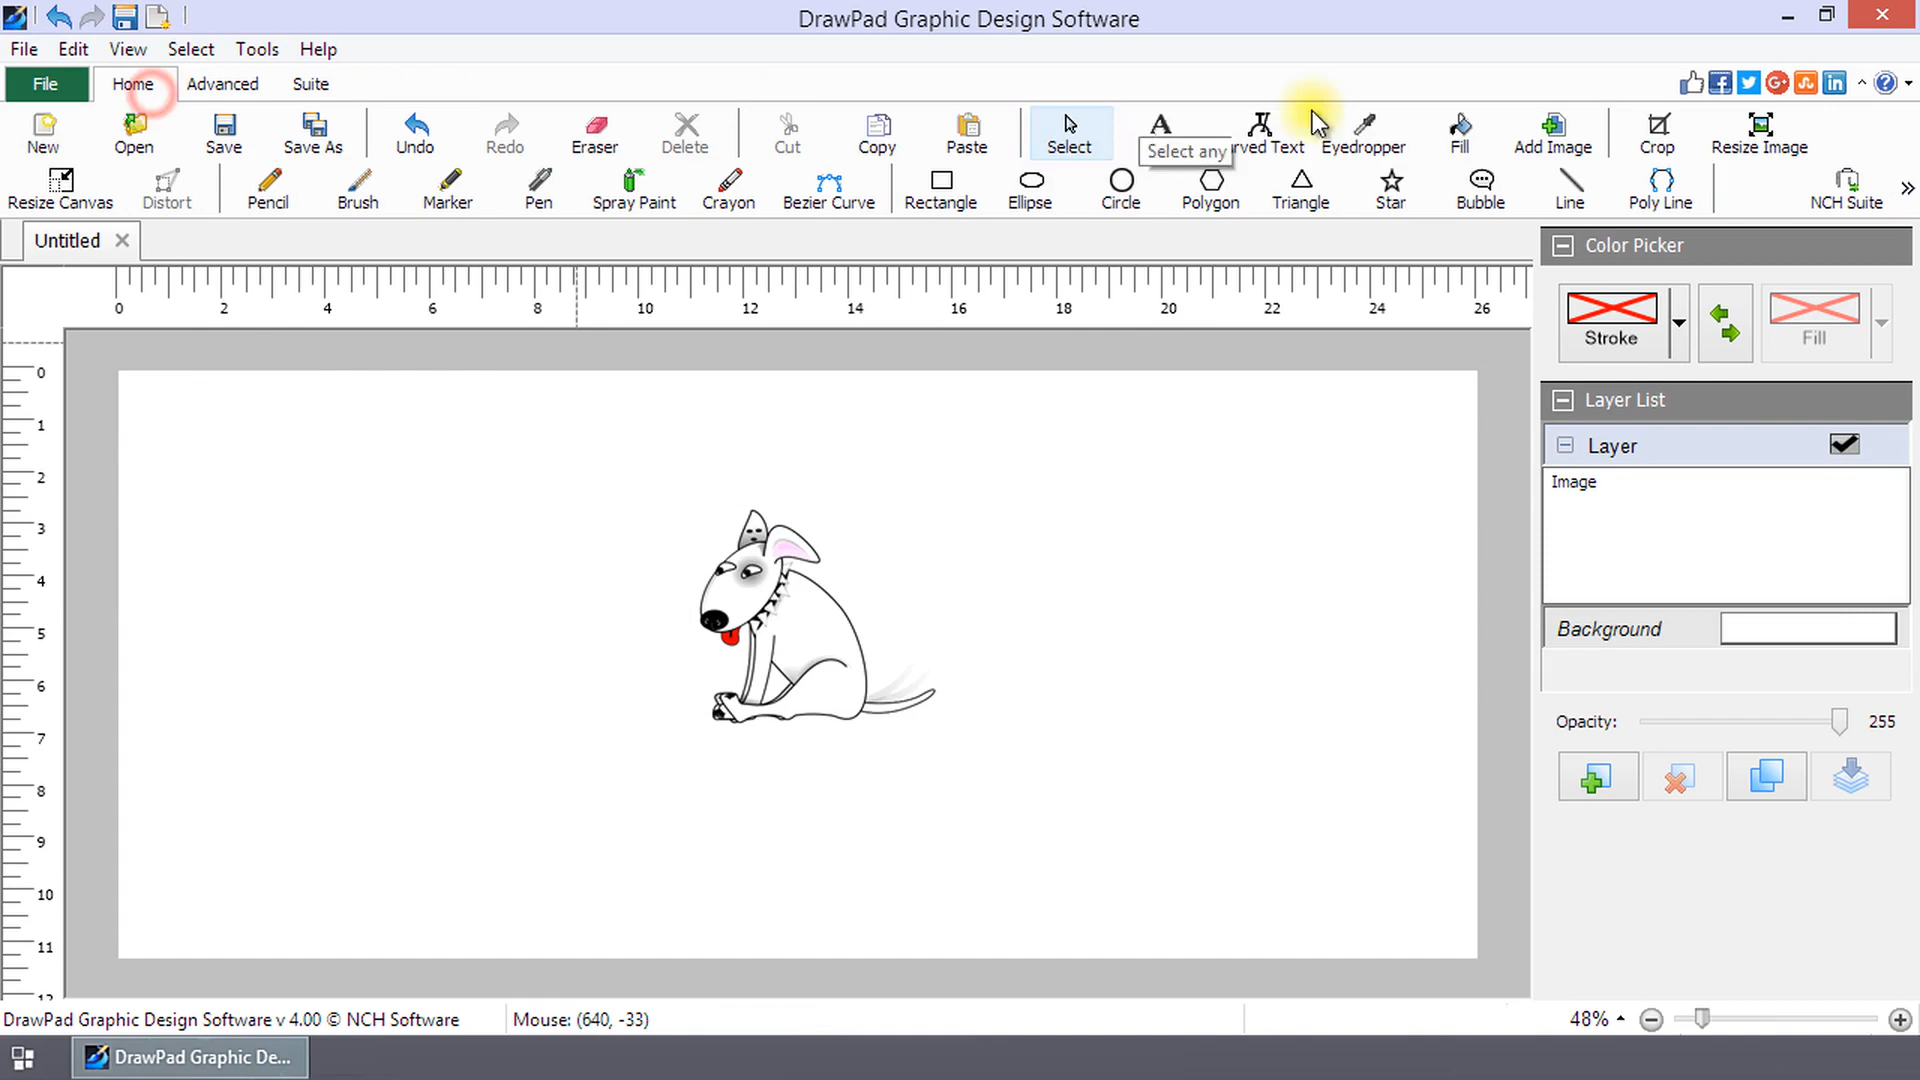 DrawPad Graphic Design Software
File Edit View Select Tools Help
File Home Advanced Suite
New Open Save Save As Undo Redo Eraser Delete Cut Copy Paste Select Select any rved Text Eyedropper Fill Add Image Crop Resize Image
Resize Canvas Distort Pencil Brush Marker Pen Spray Paint Crayon Bezier Curve Rectangle Ellipse Circle Polygon Triangle Star Bubble Line Poly Line NCH Suite
Untitled
Color Picker
0 2 4 6 8 10 12 14 16 18 20 22 24 26
Stroke Fill
0
1
2
3
4
5
6
7
8
9
10
11
12
Layer List
Layer
Image
Background
Opacity: 255
DrawPad Graphic Design Software v 4.00 © NCH Software Mouse: (640, -33) 48%
DrawPad Graphic De...